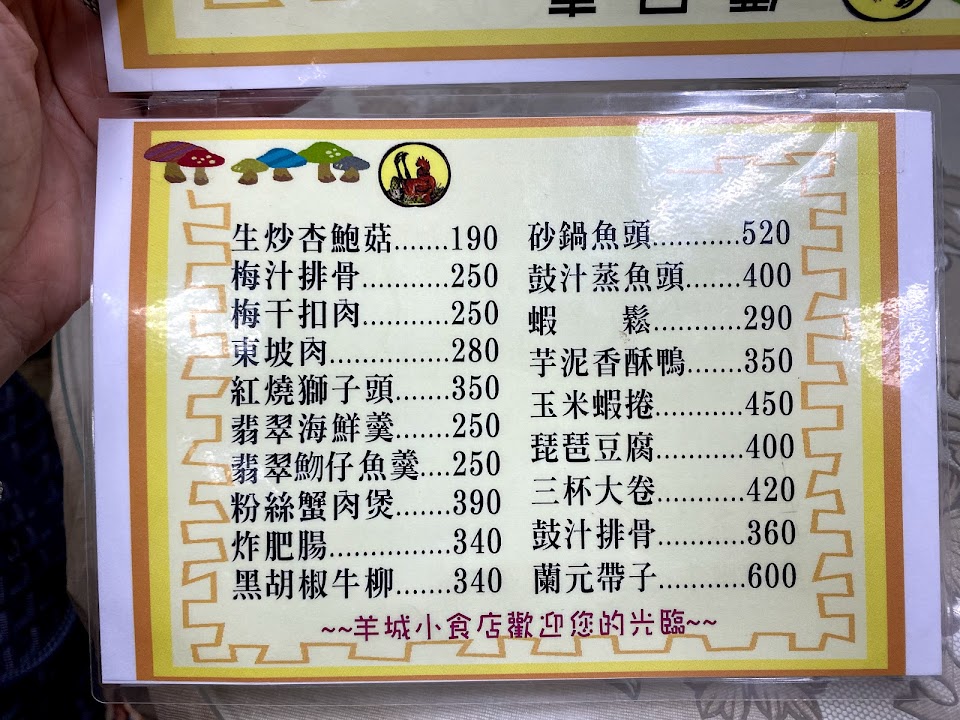 生炒杏鮑菇.......190
梅汁排骨...........250
梅干扣肉...........250
東坡肉...............280
紅燒獅子頭.......350
翡翠海鮮羹.......250
翡翠魩仔魚羹....250
粉絲蟹肉煲.......390
炸肥腸...............340
黑胡椒牛柳.......340
砂鍋魚頭...........520
鼓汁蒸魚頭.......400
蝦　　鬆...........290
芋泥香酥鴨.......350
玉米蝦捲...........450
琵琶豆腐...........400
三杯大卷...........420
鼓汁排骨...........360
蘭元帶子...........600
~~羊城小食店歡迎您的光臨~~